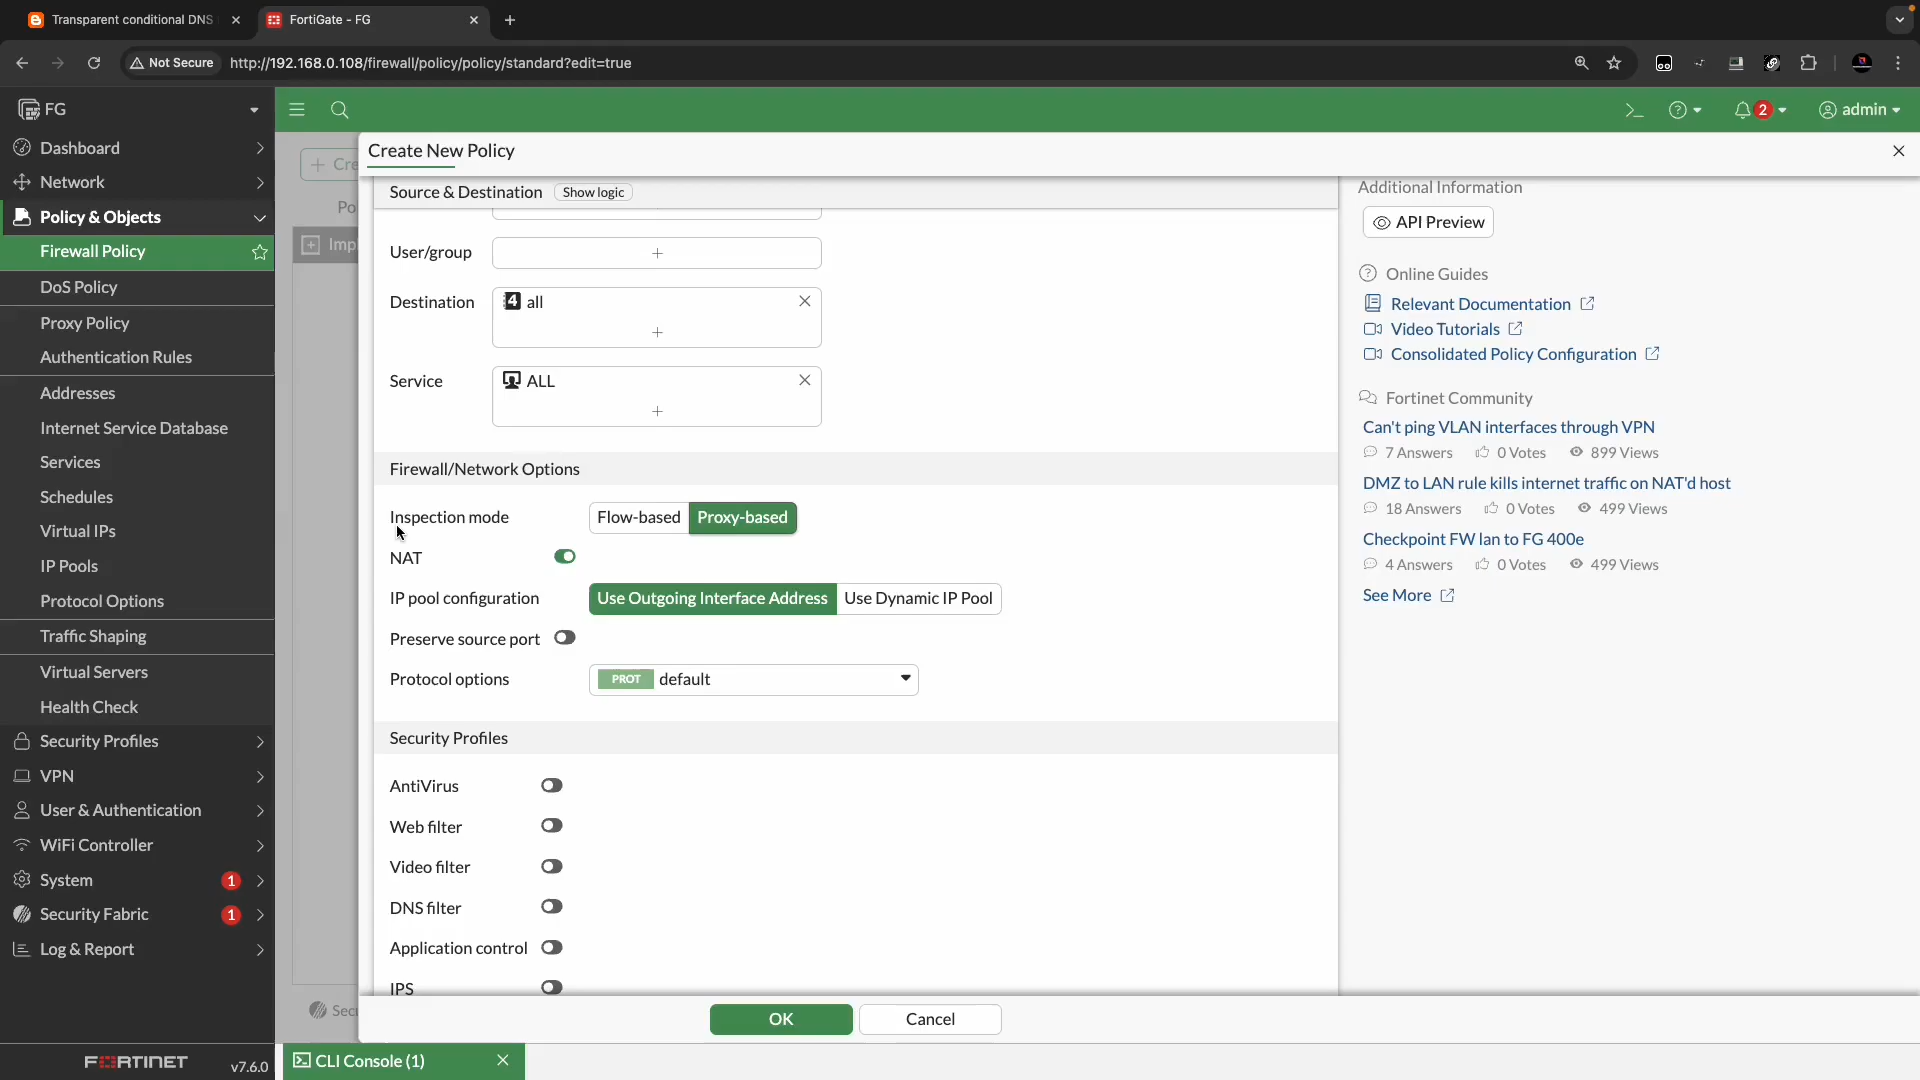 Transparent conditional DNS
FortiGate - FG
Not Secure
http://192.168.0.108/firewall/policy/policy/standard?edit=true
FG
Dashboard
Network
Policy & Objects
Firewall Policy
DoS Policy
Proxy Policy
Authentication Rules
Addresses
Internet Service Database
Services
Schedules
Virtual IPs
IP Pools
Protocol Options
Traffic Shaping
Virtual Servers
Health Check
Security Profiles
VPN
User & Authentication
WiFi Controller
System 1
Security Fabric 1
Log & Report
FORTINET v7.6.0
2 admin
Cre
Po
Imp
Sec
Create New Policy
Source & Destination Show logic
User/group
Destination
4 all
Service
ALL
Firewall/Network Options
Inspection mode Flow-based Proxy-based
NAT
IP pool configuration Use Outgoing Interface Address Use Dynamic IP Pool
Preserve source port
Protocol options PROT default
Security Profiles
AntiVirus
Web filter
Video filter
DNS filter
Application control
IPS
OK Cancel
Additional Information
API Preview
Online Guides
Relevant Documentation
Video Tutorials
Consolidated Policy Configuration
Fortinet Community
Can't ping VLAN interfaces through VPN
7 Answers 0 Votes 899 Views
DMZ to LAN rule kills internet traffic on NAT'd host
18 Answers 0 Votes 499 Views
Checkpoint FW lan to FG 400e
4 Answers 0 Votes 499 Views
See More
CLI Console (1)